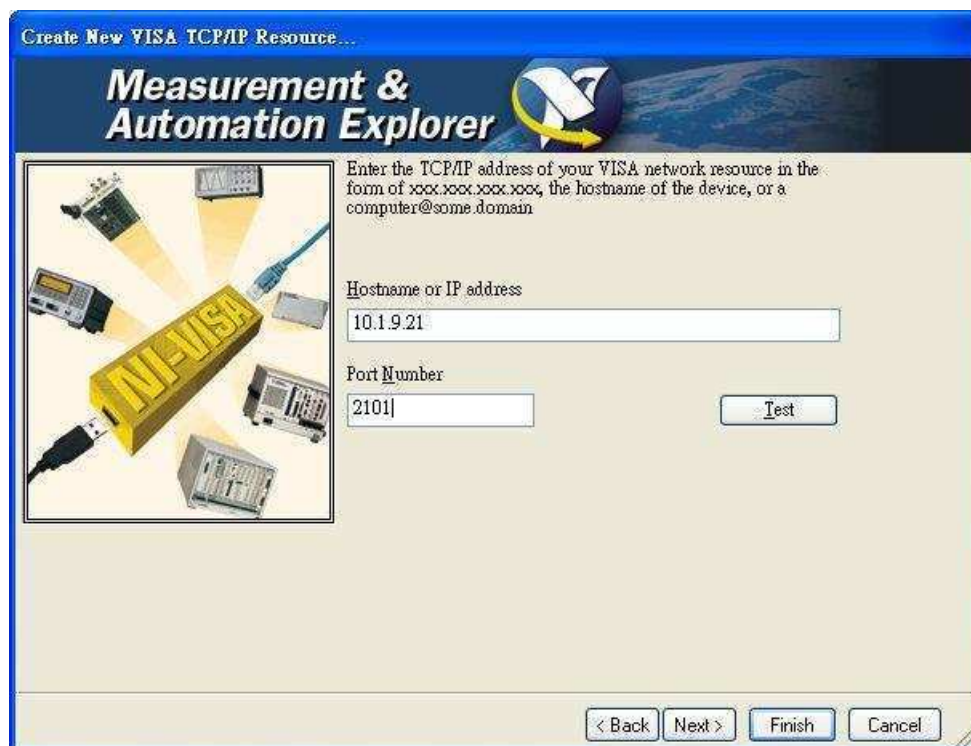 Create New VISA TCP/IP Resource...
Measurement &
Automation Explorer
Enter the TCP/IP address of your VISA network resource in the
form of xxx.xxx.xxx.xxx, the hostname of the device, or a
computer@some.domain
Hostname or IP address
10.1.9.21
Port Number
2101
Test
NI-VISA
< Back
Next >
Finish
Cancel